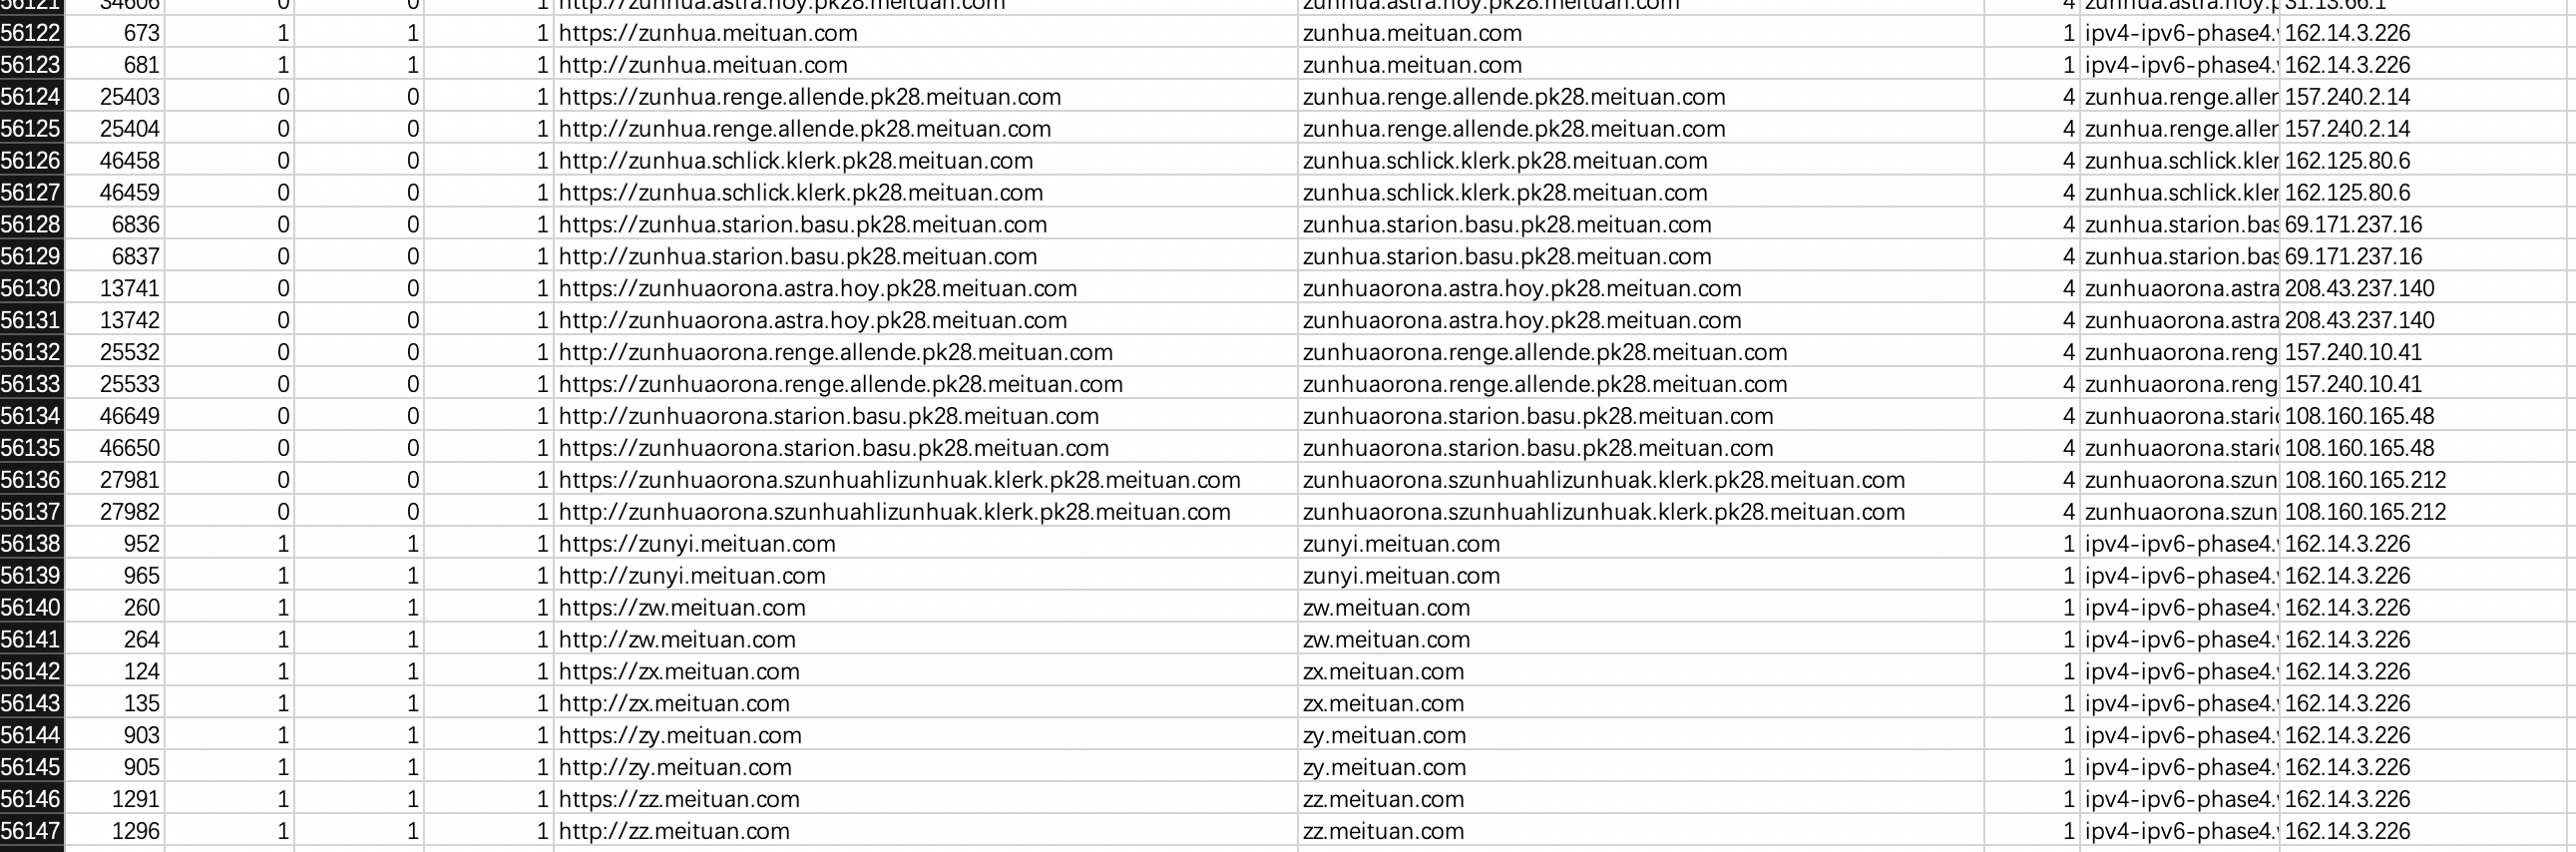 56121 34606 0 0 1 http://zunhua.astra.hoy.pk28.meituan.com zunhua.astra.hoy.pk28.meituan.com 4 zunhua.astra.hoy.p 31.13.66.1
56122 673 1 1 1 https://zunhua.meituan.com zunhua.meituan.com 1 ipv4-ipv6-phase4. 162.14.3.226
56123 681 1 1 1 http://zunhua.meituan.com zunhua.meituan.com 1 ipv4-ipv6-phase4. 162.14.3.226
56124 25403 0 0 1 https://zunhua.renge.allende.pk28.meituan.com zunhua.renge.allende.pk28.meituan.com 4 zunhua.renge.aller 157.240.2.14
56125 25404 0 0 1 http://zunhua.renge.allende.pk28.meituan.com zunhua.renge.allende.pk28.meituan.com 4 zunhua.renge.aller 157.240.2.14
56126 46458 0 0 1 http://zunhua.schlick.klerk.pk28.meituan.com zunhua.schlick.klerk.pk28.meituan.com 4 zunhua.schlick.kler 162.125.80.6
56127 46459 0 0 1 https://zunhua.schlick.klerk.pk28.meituan.com zunhua.schlick.klerk.pk28.meituan.com 4 zunhua.schlick.kler 162.125.80.6
56128 6836 0 0 1 https://zunhua.starion.basu.pk28.meituan.com zunhua.starion.basu.pk28.meituan.com 4 zunhua.starion.bas 69.171.237.16
56129 6837 0 0 1 http://zunhua.starion.basu.pk28.meituan.com zunhua.starion.basu.pk28.meituan.com 4 zunhua.starion.bas 69.171.237.16
56130 13741 0 0 1 https://zunhuaorona.astra.hoy.pk28.meituan.com zunhuaorona.astra.hoy.pk28.meituan.com 4 zunhuaorona.astra 208.43.237.140
56131 13742 0 0 1 http://zunhuaorona.astra.hoy.pk28.meituan.com zunhuaorona.astra.hoy.pk28.meituan.com 4 zunhuaorona.astra 208.43.237.140
56132 25532 0 0 1 http://zunhuaorona.renge.allende.pk28.meituan.com zunhuaorona.renge.allende.pk28.meituan.com 4 zunhuaorona.reng 157.240.10.41
56133 25533 0 0 1 https://zunhuaorona.renge.allende.pk28.meituan.com zunhuaorona.renge.allende.pk28.meituan.com 4 zunhuaorona.reng 157.240.10.41
56134 46649 0 0 1 http://zunhuaorona.starion.basu.pk28.meituan.com zunhuaorona.starion.basu.pk28.meituan.com 4 zunhuaorona.stari 108.160.165.48
56135 46650 0 0 1 https://zunhuaorona.starion.basu.pk28.meituan.com zunhuaorona.starion.basu.pk28.meituan.com 4 zunhuaorona.stari 108.160.165.48
56136 27981 0 0 1 https://zunhuaorona.szunhuahlizunhuak.klerk.pk28.meituan.com zunhuaorona.szunhuahlizunhuak.klerk.pk28.meituan.com 4 zunhuaorona.szun 108.160.165.212
56137 27982 0 0 1 http://zunhuaorona.szunhuahlizunhuak.klerk.pk28.meituan.com zunhuaorona.szunhuahlizunhuak.klerk.pk28.meituan.com 4 zunhuaorona.szun 108.160.165.212
56138 952 1 1 1 https://zunyi.meituan.com zunyi.meituan.com 1 ipv4-ipv6-phase4. 162.14.3.226
56139 965 1 1 1 http://zunyi.meituan.com zunyi.meituan.com 1 ipv4-ipv6-phase4. 162.14.3.226
56140 260 1 1 1 https://zw.meituan.com zw.meituan.com 1 ipv4-ipv6-phase4. 162.14.3.226
56141 264 1 1 1 http://zw.meituan.com zw.meituan.com 1 ipv4-ipv6-phase4. 162.14.3.226
56142 124 1 1 1 https://zx.meituan.com zx.meituan.com 1 ipv4-ipv6-phase4. 162.14.3.226
56143 135 1 1 1 http://zx.meituan.com zx.meituan.com 1 ipv4-ipv6-phase4. 162.14.3.226
56144 903 1 1 1 https://zy.meituan.com zy.meituan.com 1 ipv4-ipv6-phase4. 162.14.3.226
56145 905 1 1 1 http://zy.meituan.com zy.meituan.com 1 ipv4-ipv6-phase4. 162.14.3.226
56146 1291 1 1 1 https://zz.meituan.com zz.meituan.com 1 ipv4-ipv6-phase4. 162.14.3.226
56147 1296 1 1 1 http://zz.meituan.com zz.meituan.com 1 ipv4-ipv6-phase4. 162.14.3.226